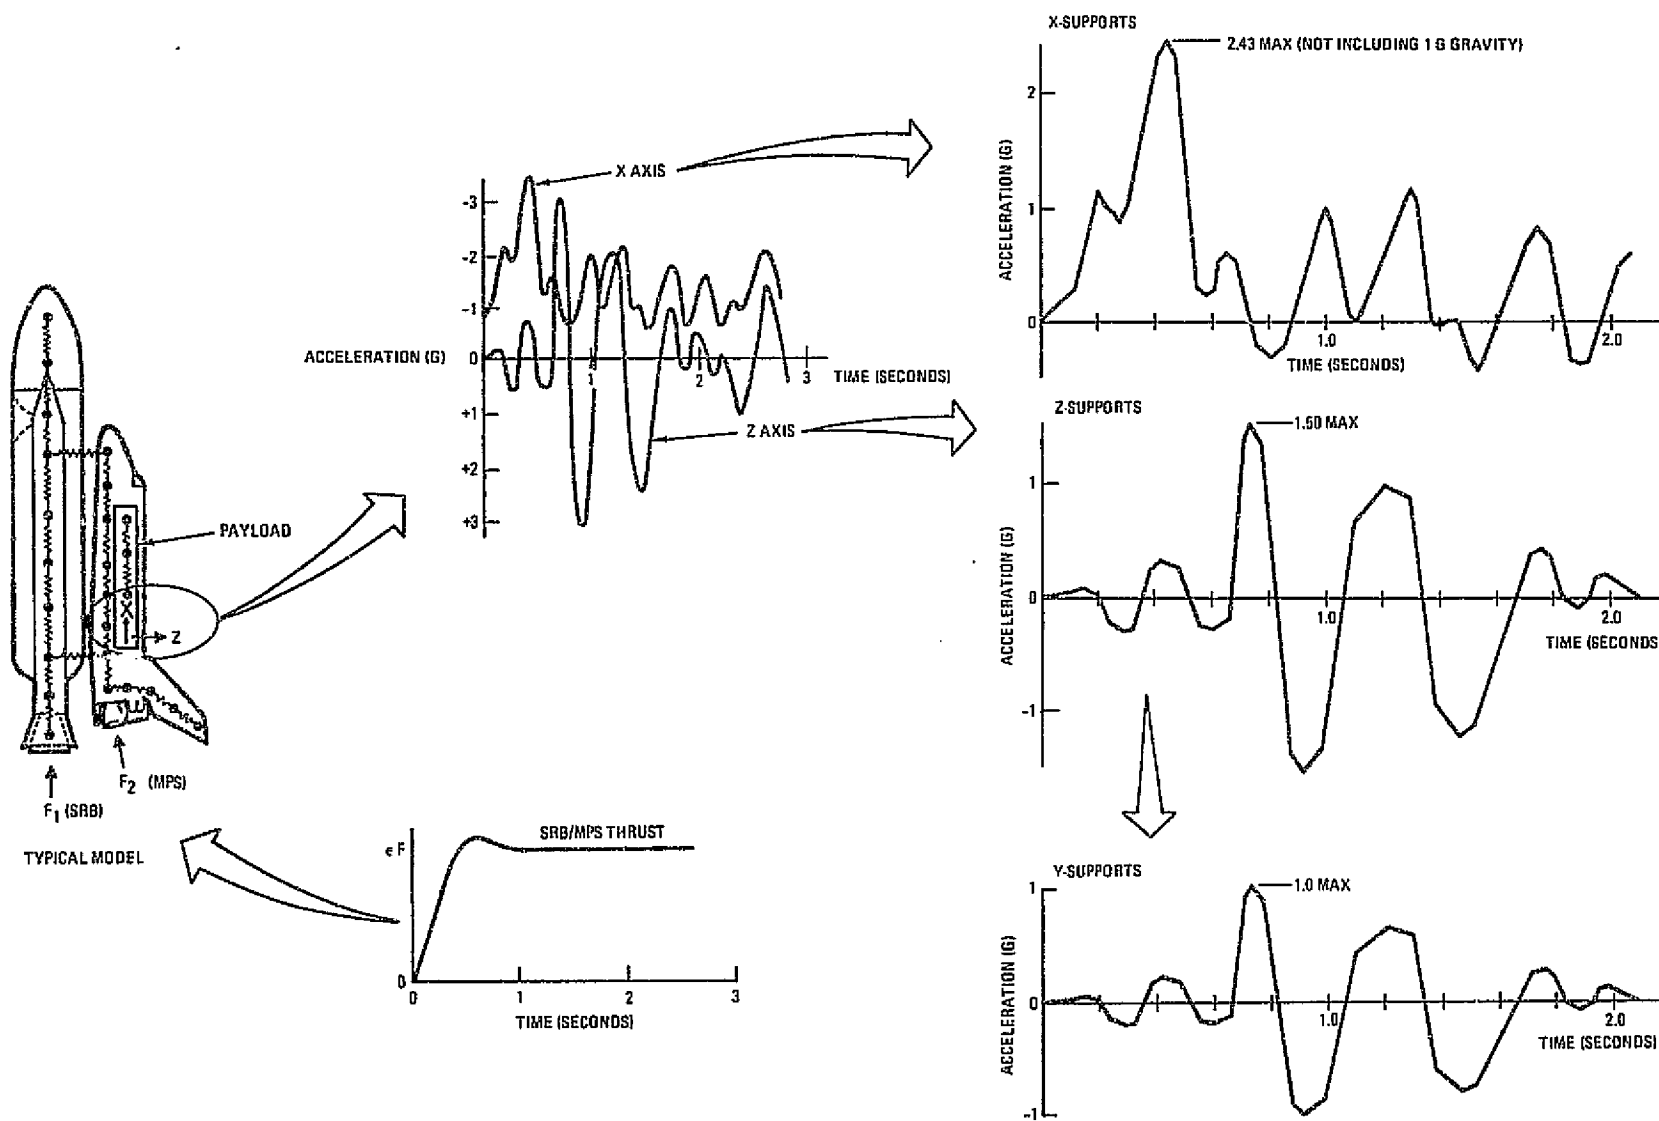 X-SUPPORTS
2.43 MAX (NOT INCLUDING 1 G GRAVITY)
2
1
0
ACCELERATION (G)
1.0
2.0
TIME (SECONDS)
X AXIS
-3
-2
-1
0
+1
+2
+3
ACCELERATION (G)
1
2
3
TIME (SECONDS)
Z AXIS
Z-SUPPORTS
1.50 MAX
1
0
-1
ACCELERATION (G)
1.0
2.0
TIME (SECONDS
PAYLOAD
X
Z
F2 (MPS)
F1 (SRB)
TYPICAL MODEL
SRB/MPS THRUST
ϵ F
0
0
1
2
3
TIME (SECONDS)
Y-SUPPORTS
1.0 MAX
1
0
-1
ACCELERATION (G)
1.0
2.0
TIME (SECONDS)